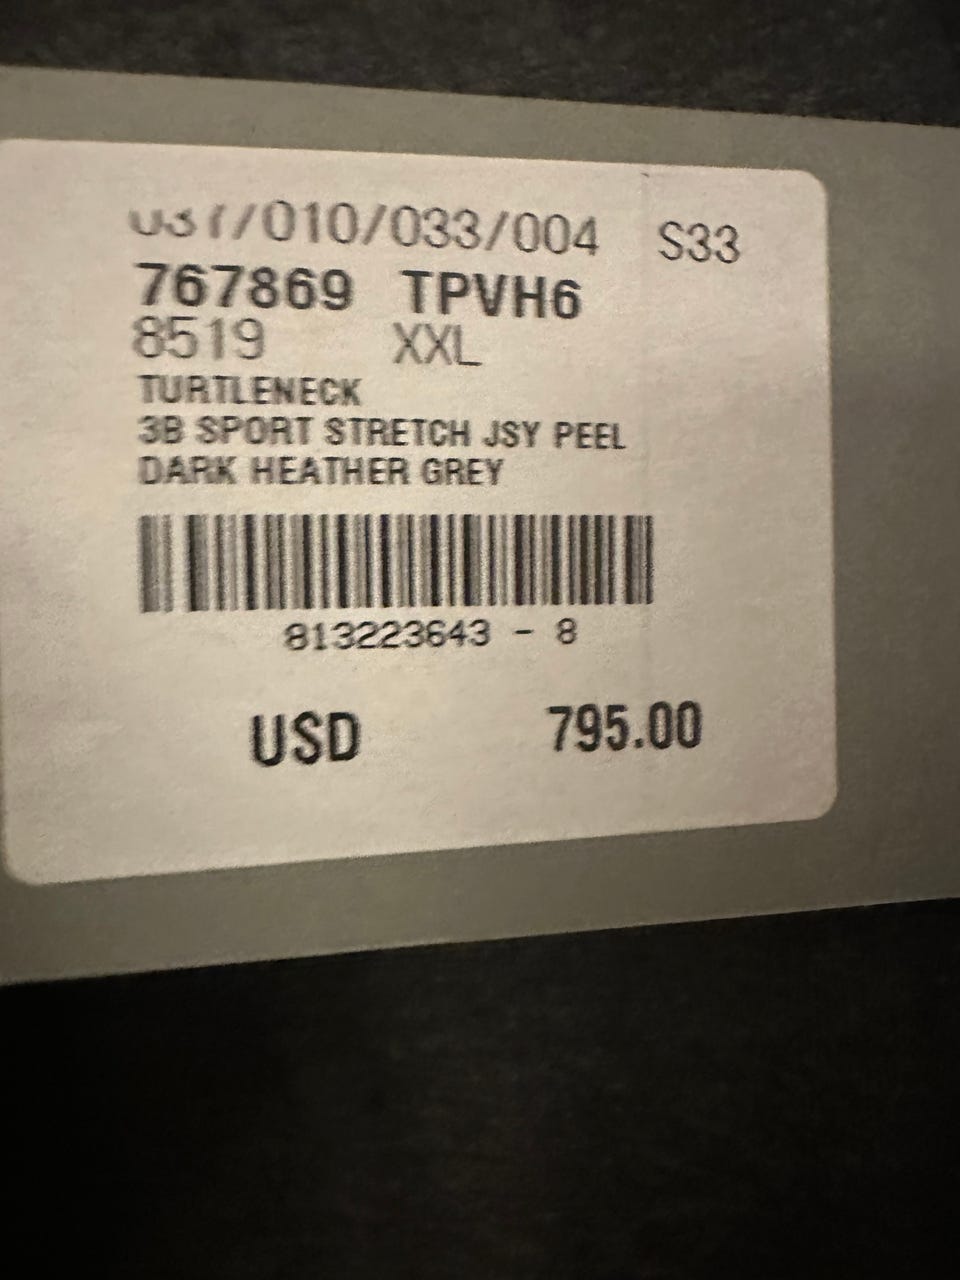 037/010/033/004 S33
767869 TPVH6
8519 XXL
TURTLENECK
3B SPORT STRETCH JSY PEEL
DARK HEATHER GREY
813223643 - 8
USD 795.00